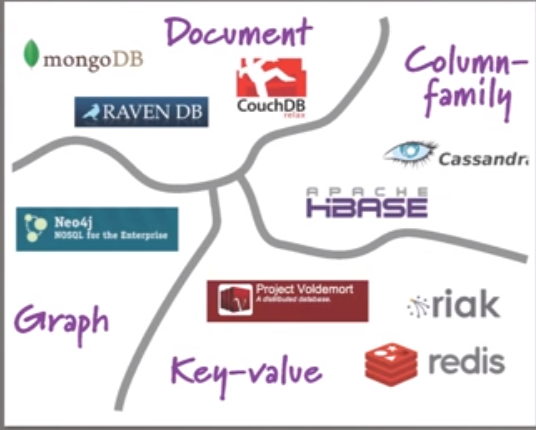 Document
mongoDB
RAVEN DB
CouchDB
relax
Column-
family
Cassandra
APACHE
HBASE
Neo4j
NOSQL for the Enterprise
Graph
Project Voldemort
A distributed database.
riak
redis
Key-value